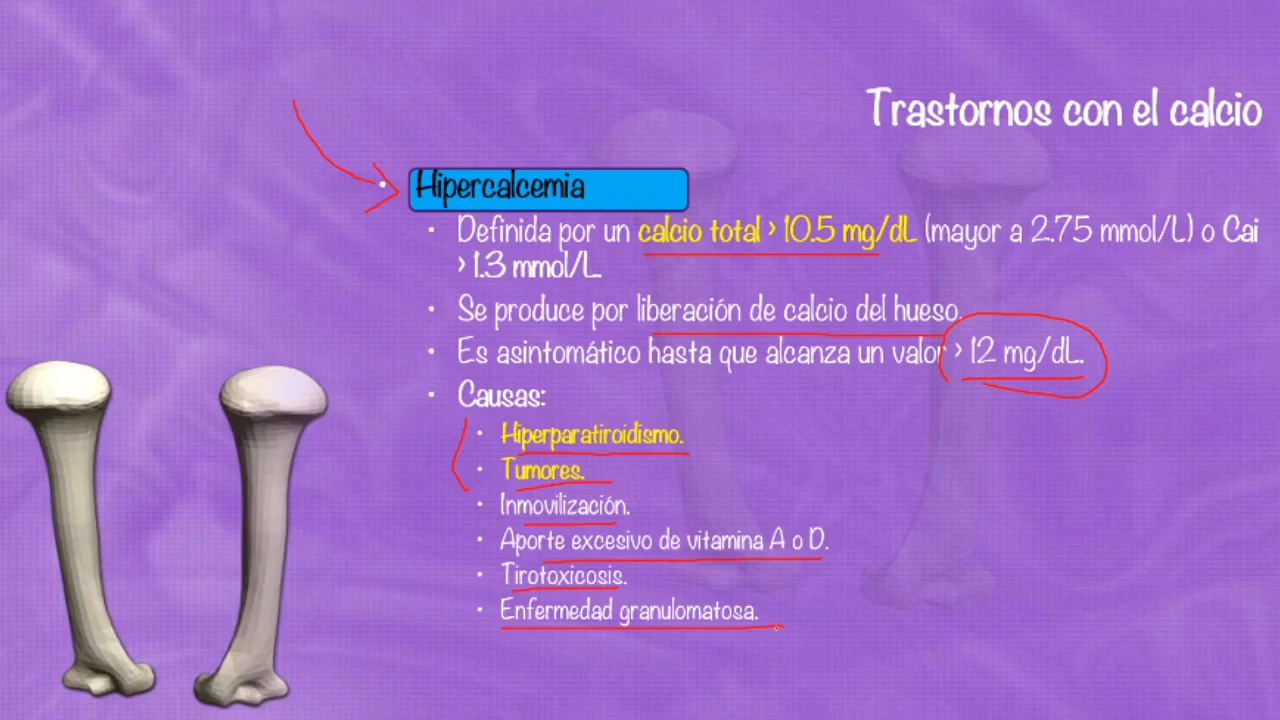 Trastornos con el calcio
• Hipercalcemia
• Definida por un calcio total > 10.5 mg/dL (mayor a 2.75 mmol/L) o Cai
> 1.3 mmol/L.
• Se produce por liberación de calcio del hueso.
• Es asintomático hasta que alcanza un valor > 12 mg/dL.
• Causas:
• Hiperparatiroidismo.
• Tumores.
• Inmovilización.
• Aporte excesivo de vitamina A o D.
• Tirotoxicosis.
• Enfermedad granulomatosa.